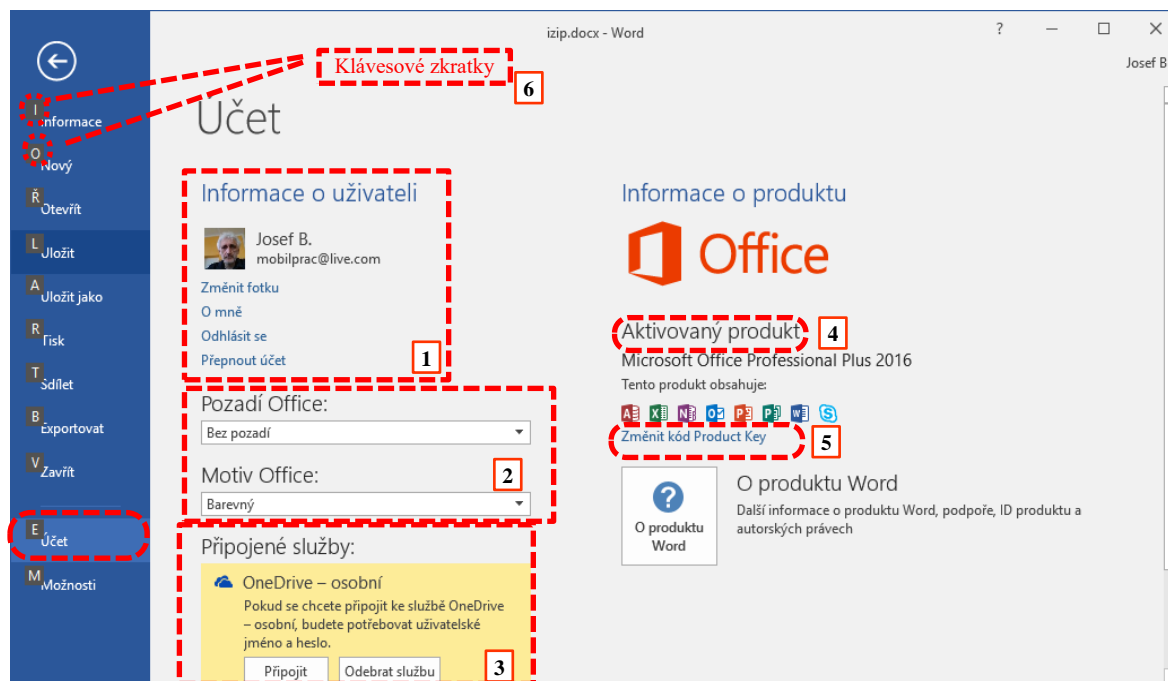 izip.docx - Word
?
Josef B
Klávesové zkratky
6
I
Informace
O
Nový
Ř
Otevřít
L
Uložit
A
Uložit jako
R
Tisk
T
Sdílet
B
Exportovat
V
Zavřít
E
Účet
M
Možnosti
Účet
Informace o uživateli
Josef B.
mobilprac@live.com
Změnit fotku
O mně
Odhlásit se
Přepnout účet
1
Pozadí Office:
Bez pozadí
Motiv Office:
2
Barevný
Připojené služby:
OneDrive – osobní
Pokud se chcete připojit ke službě OneDrive
– osobní, budete potřebovat uživatelské
jméno a heslo.
Připojit
Odebrat službu
3
Informace o produktu
Office
Aktivovaný produkt
4
Microsoft Office Professional Plus 2016
Tento produkt obsahuje:
Změnit kód Product Key
5
O produktu
Word
O produktu Word
Další informace o produktu Word, podpoře, ID produktu a
autorských právech